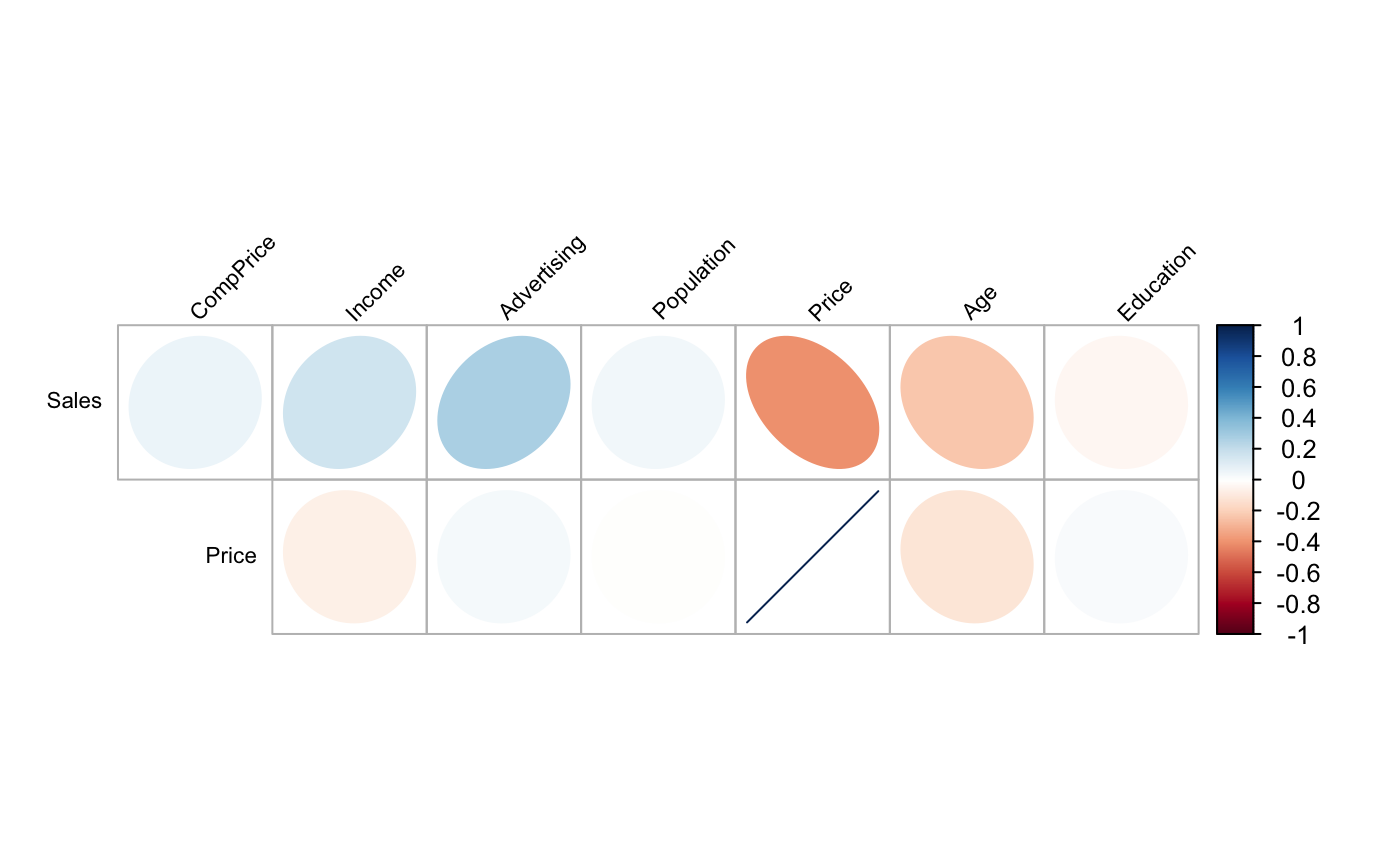 CompPrice
Income
Advertising
Population
Price
Age
Education
Sales
Price
1
0.8
0.6
0.4
0.2
0
-0.2
-0.4
-0.6
-0.8
-1